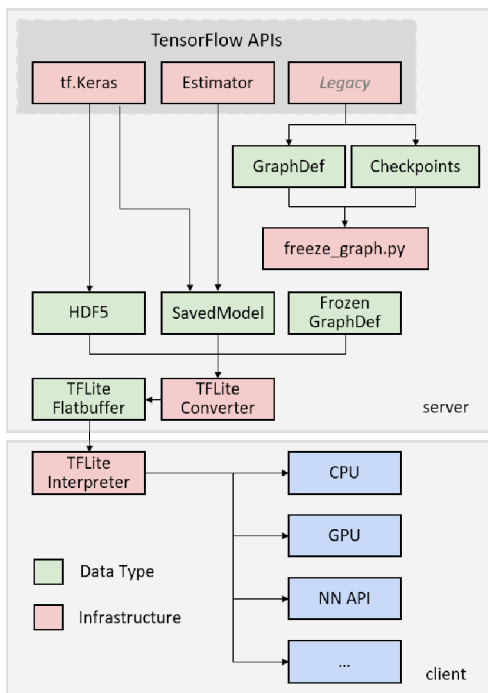 TensorFlow APIs
tf.Keras
Estimator
Legacy
GraphDef
Checkpoints
freeze_graph.py
HDF5
SavedModel
Frozen
GraphDef
TFLite
Flatbuffer
TFLite
Converter
server
TFLite
Interpreter
CPU
GPU
NN API
...
Data Type
Infrastructure
client